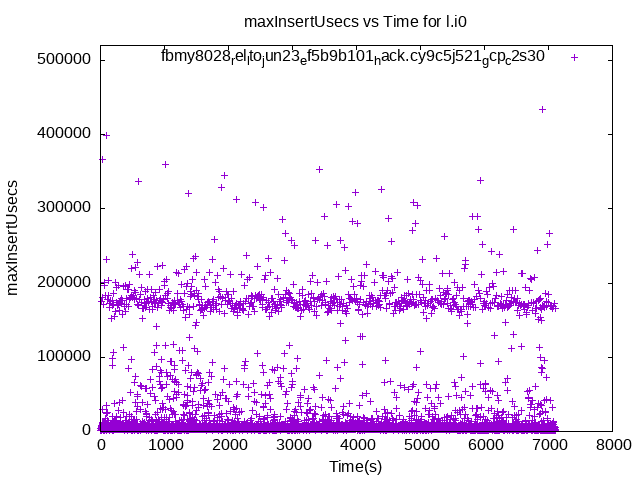 maxInsertUsecs vs Time for l.i0
fbmy8028relltojun23ef5b9b101hack.cy9c5j521gcpc2s30
500000
400000
300000
200000
100000
0
maxInsertUsecs
0 1000 2000 3000 4000 5000 6000 7000 8000
Time(s)